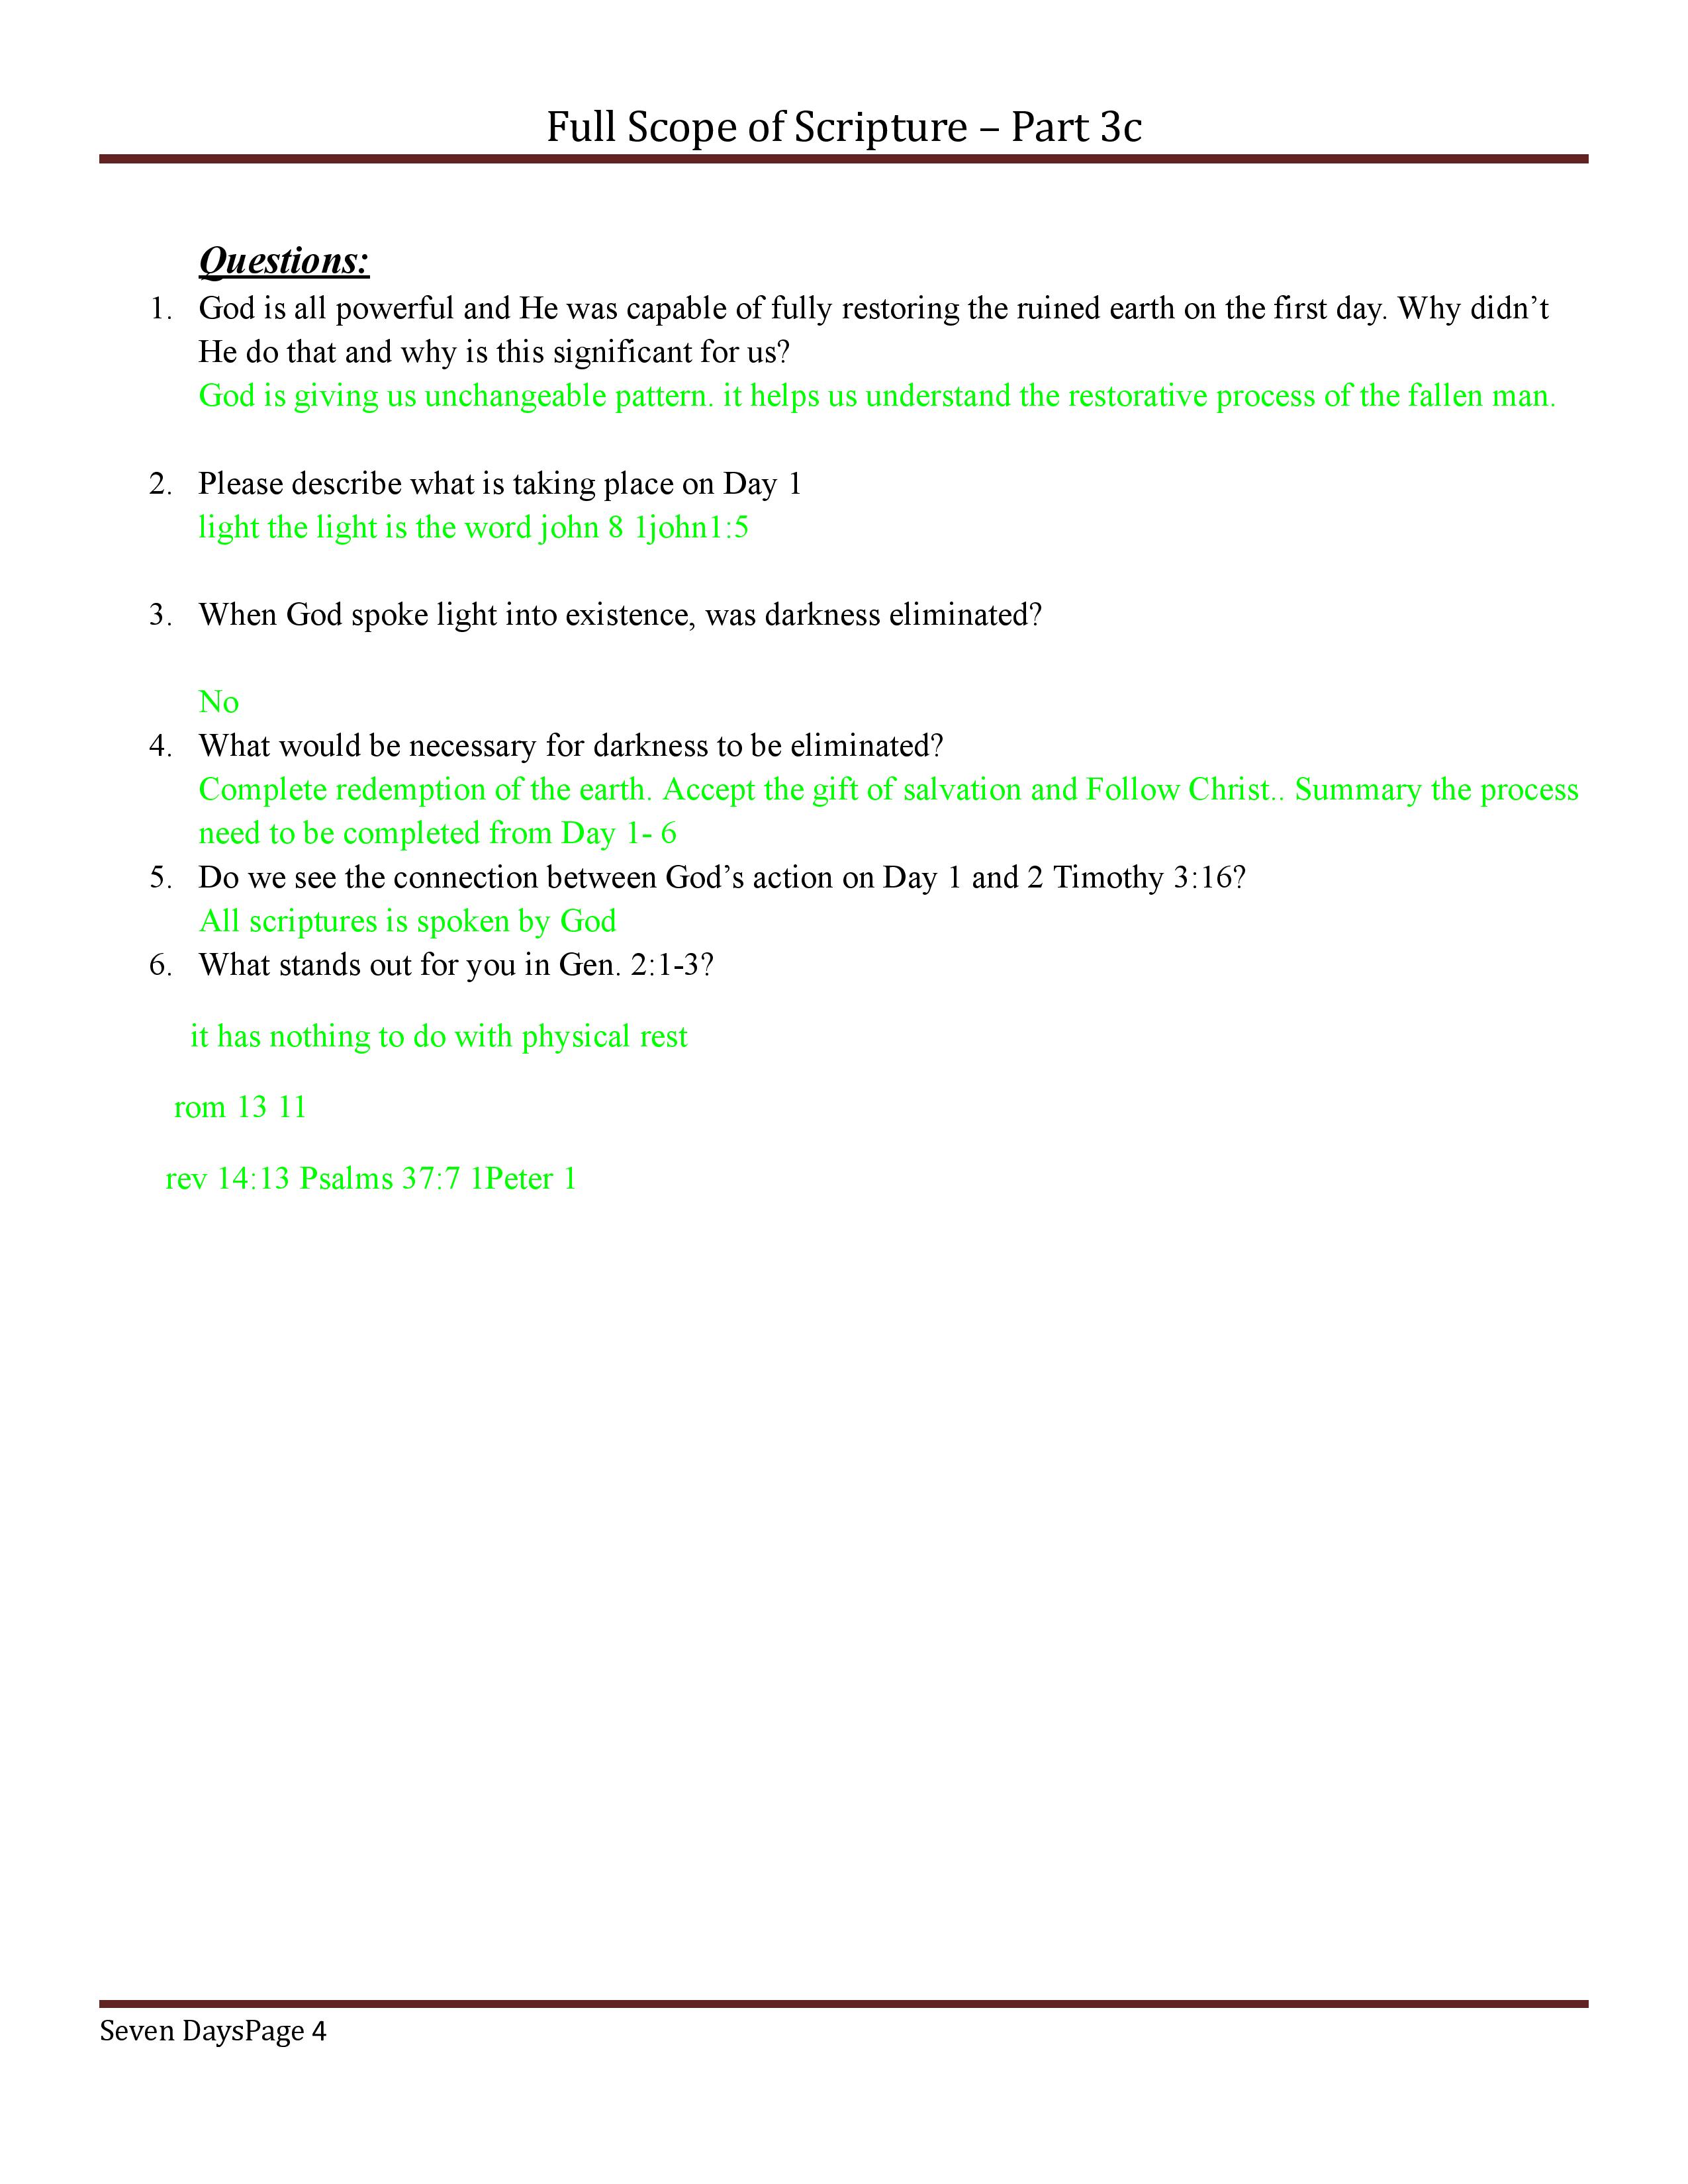 Full Scope of Scripture – Part 3c
Questions:
1. God is all powerful and He was capable of fully restoring the ruined earth on the first day. Why didn’t
He do that and why is this significant for us?
God is giving us unchangeable pattern. it helps us understand the restorative process of the fallen man.
2. Please describe what is taking place on Day 1
light the light is the word john 8 1john1:5
3. When God spoke light into existence, was darkness eliminated?
No
4. What would be necessary for darkness to be eliminated?
Complete redemption of the earth. Accept the gift of salvation and Follow Christ.. Summary the process
need to be completed from Day 1- 6
5. Do we see the connection between God’s action on Day 1 and 2 Timothy 3:16?
All scriptures is spoken by God
6. What stands out for you in Gen. 2:1-3?
it has nothing to do with physical rest
rom 13 11
rev 14:13 Psalms 37:7 1Peter 1
Seven DaysPage 4